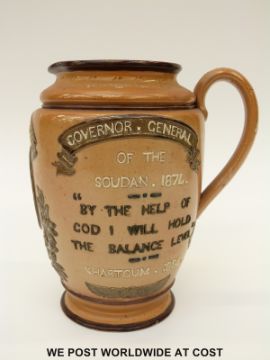 GOVERNOR. GENERAL
OF THE
SOUDAN. 1874.
"BY THE HELP OF
GOD I WILL HOLD
THE BALANCE LEVEL"
KHARTOUM.
WE POST WORLDWIDE AT COST